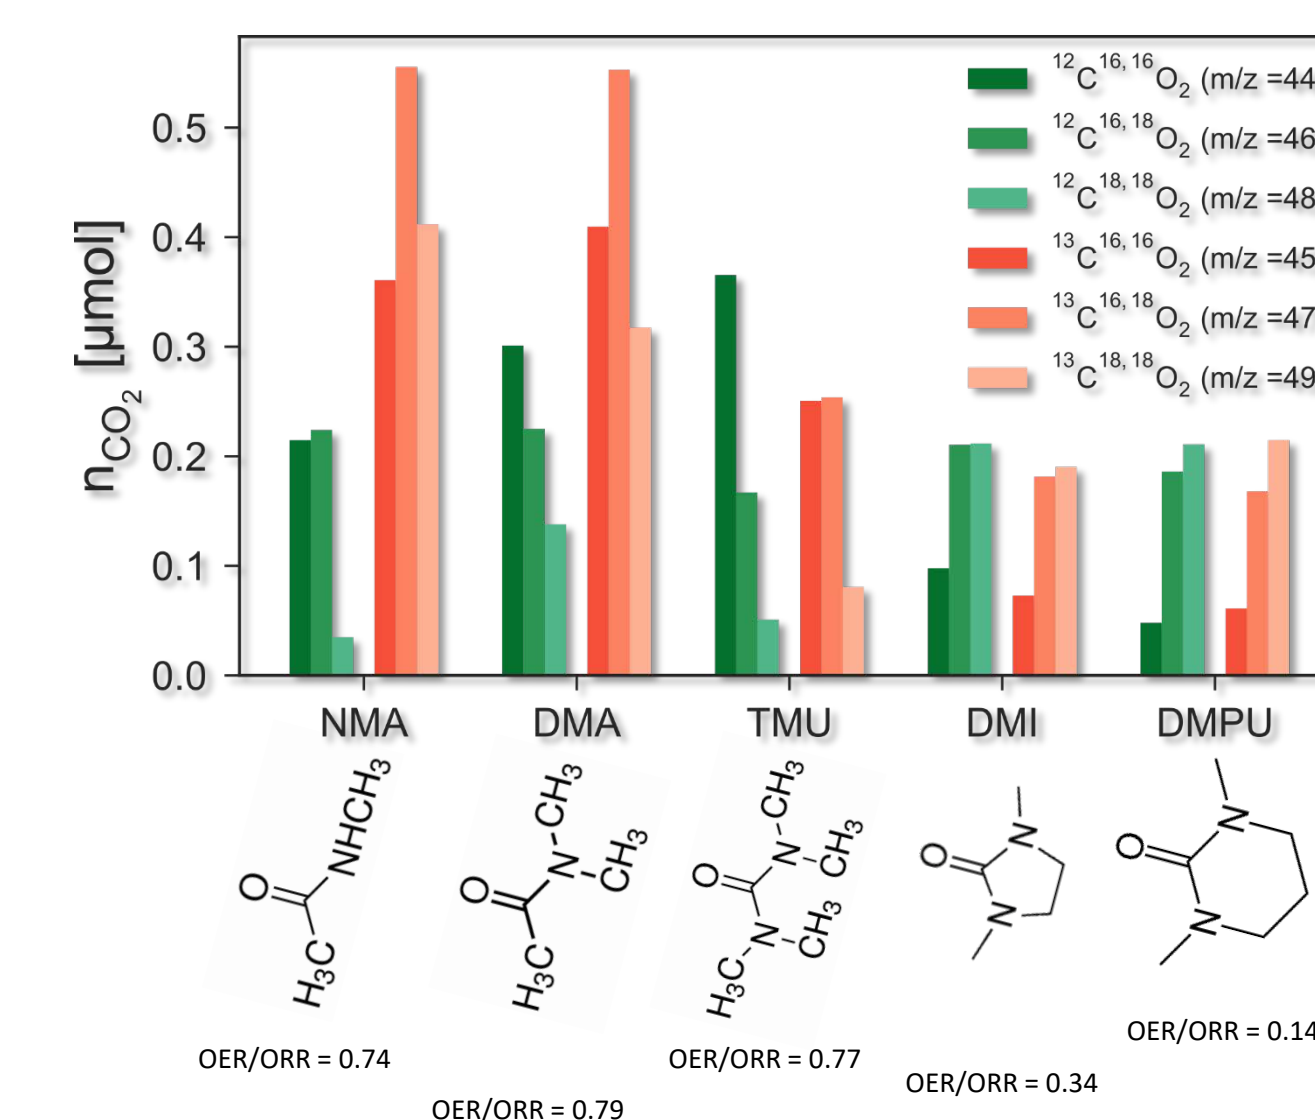 0.5
0.4
0.3
0.2
0.1
0.0
nCO2 [µmol]
12C16,16O2 (m/z =44
12C16,18O2 (m/z =46
12C18,18O2 (m/z =48
13C16,16O2 (m/z =45
13C16,18O2 (m/z =47
13C18,18O2 (m/z =49
NMA DMA TMU DMI DMPU
O NHCH3 H3C
O CH3 N CH3 H3C
O CH3 N CH3 N CH3 H3C
O N N
O N N
OER/ORR = 0.14
OER/ORR = 0.74 OER/ORR = 0.77
OER/ORR = 0.34
OER/ORR = 0.79